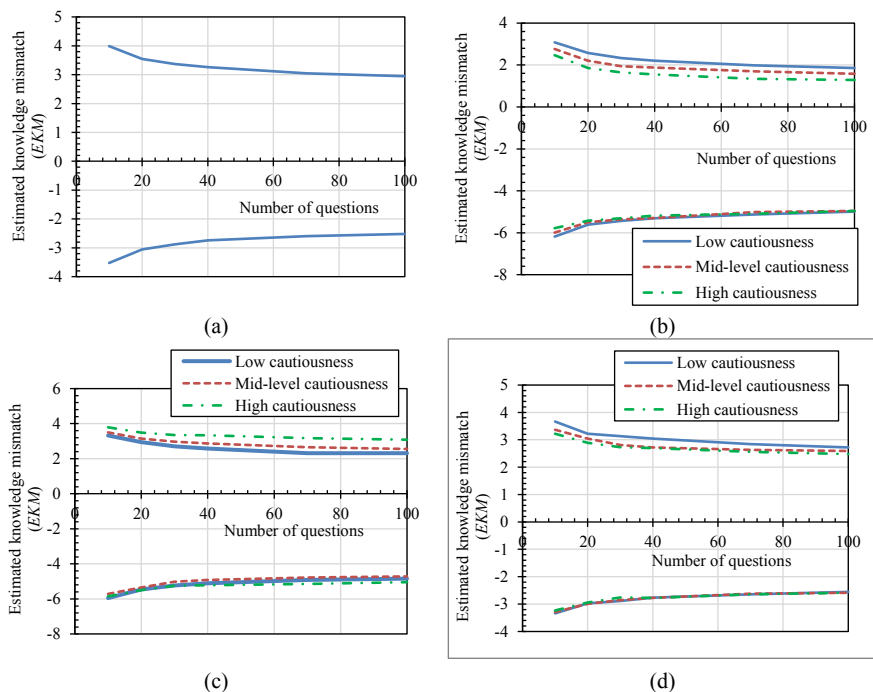 Estimated knowledge mismatch
(EKM)
5
4
3
2
1
0
-1
-2
-3
-4
0
20
40
60
80
100
Number of questions
(a)
Estimated knowledge mismatch
(EKM)
4
2
0
-2
-4
-6
-8
0
20
40
60
80
100
Number of questions
Low cautiousness
Mid-level cautiousness
High cautiousness
(b)
Low cautiousness
Mid-level cautiousness
High cautiousness
Estimated knowledge mismatch
(EKM)
6
4
2
0
-2
-4
-6
-8
0
20
40
60
80
100
Number of questions
(c)
Low cautiousness
Mid-level cautiousness
High cautiousness
Estimated knowledge mismatch
(EKM)
5
4
3
2
1
0
-1
-2
-3
-4
0
20
40
60
80
100
Number of questions
(d)